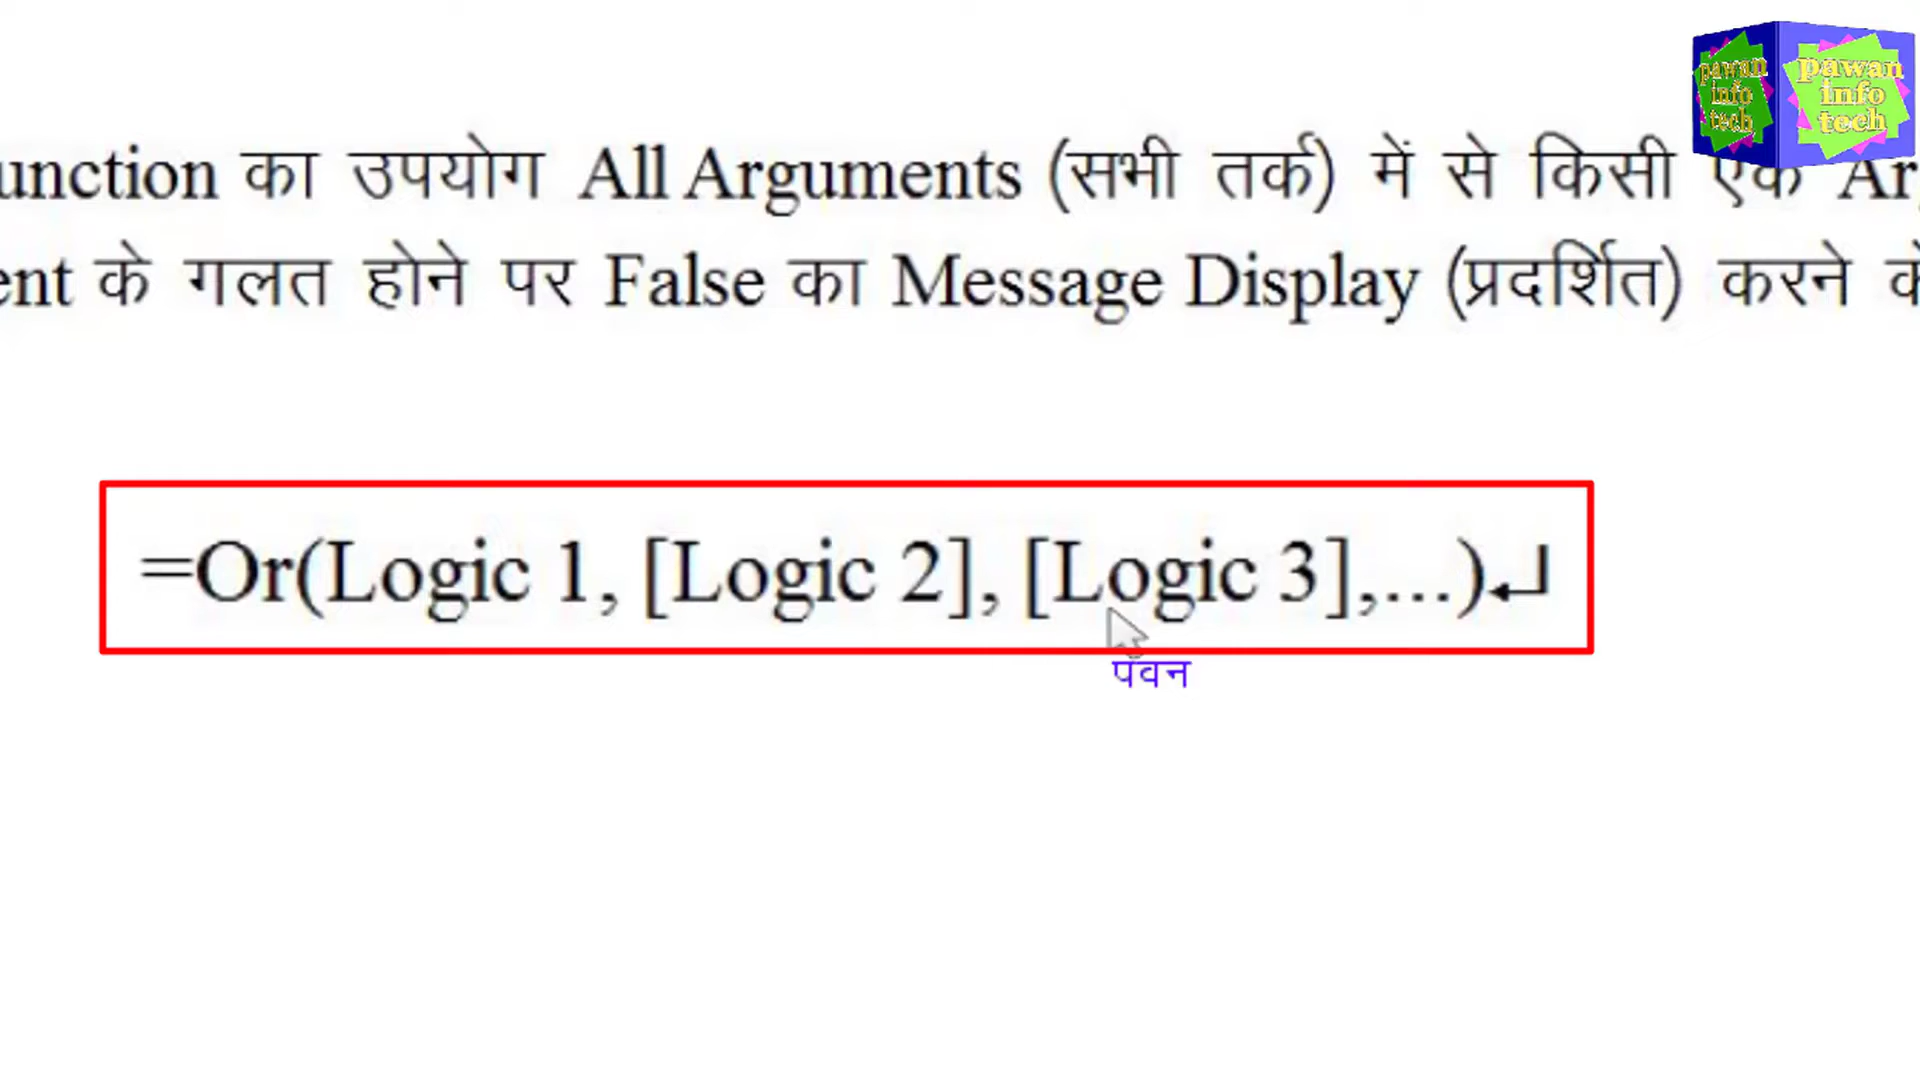 pawan info tech
pawan info tech
unction का उपयोग All Arguments (सभी तर्क) में से किसी एक Ar
ent के गलत होने पर False का Message Display (प्रदर्शित) करने के
=Or(Logic 1, [Logic 2], [Logic 3],...)↵
पवन